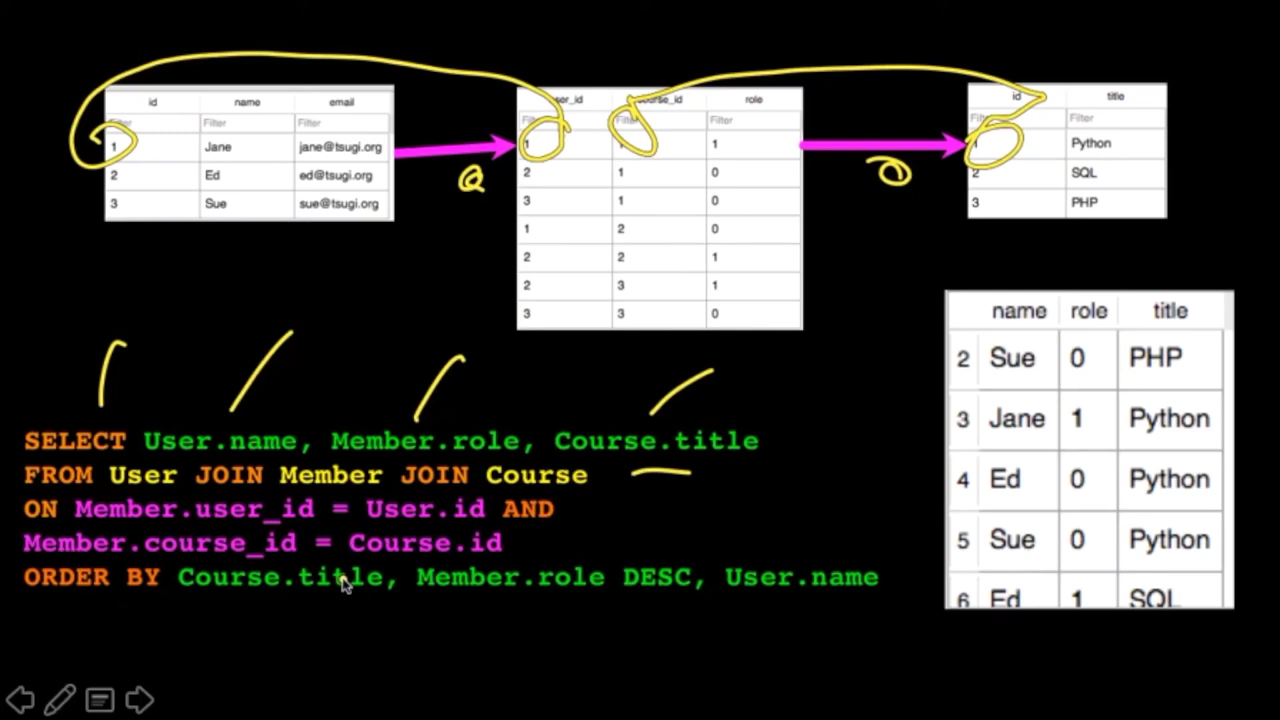 id name email
Filter Filter Filter
1 Jane jane@tsugi.org
2 Ed ed@tsugi.org
3 Sue sue@tsugi.org
role
Filter
1 1
2 1 0
3 1 0
1 2 0
2 2 1
2 3 1
3 3 0
id title
Filter
1 Python
2 SQL
3 PHP
name role title
2 Sue 0 PHP
3 Jane 1 Python
4 Ed 0 Python
5 Sue 0 Python
6 Ed 1 SQL
SELECT User.name, Member.role, Course.title
FROM User JOIN Member JOIN Course
ON Member.user_id = User.id AND
Member.course_id = Course.id
ORDER BY Course.title, Member.role DESC, User.name